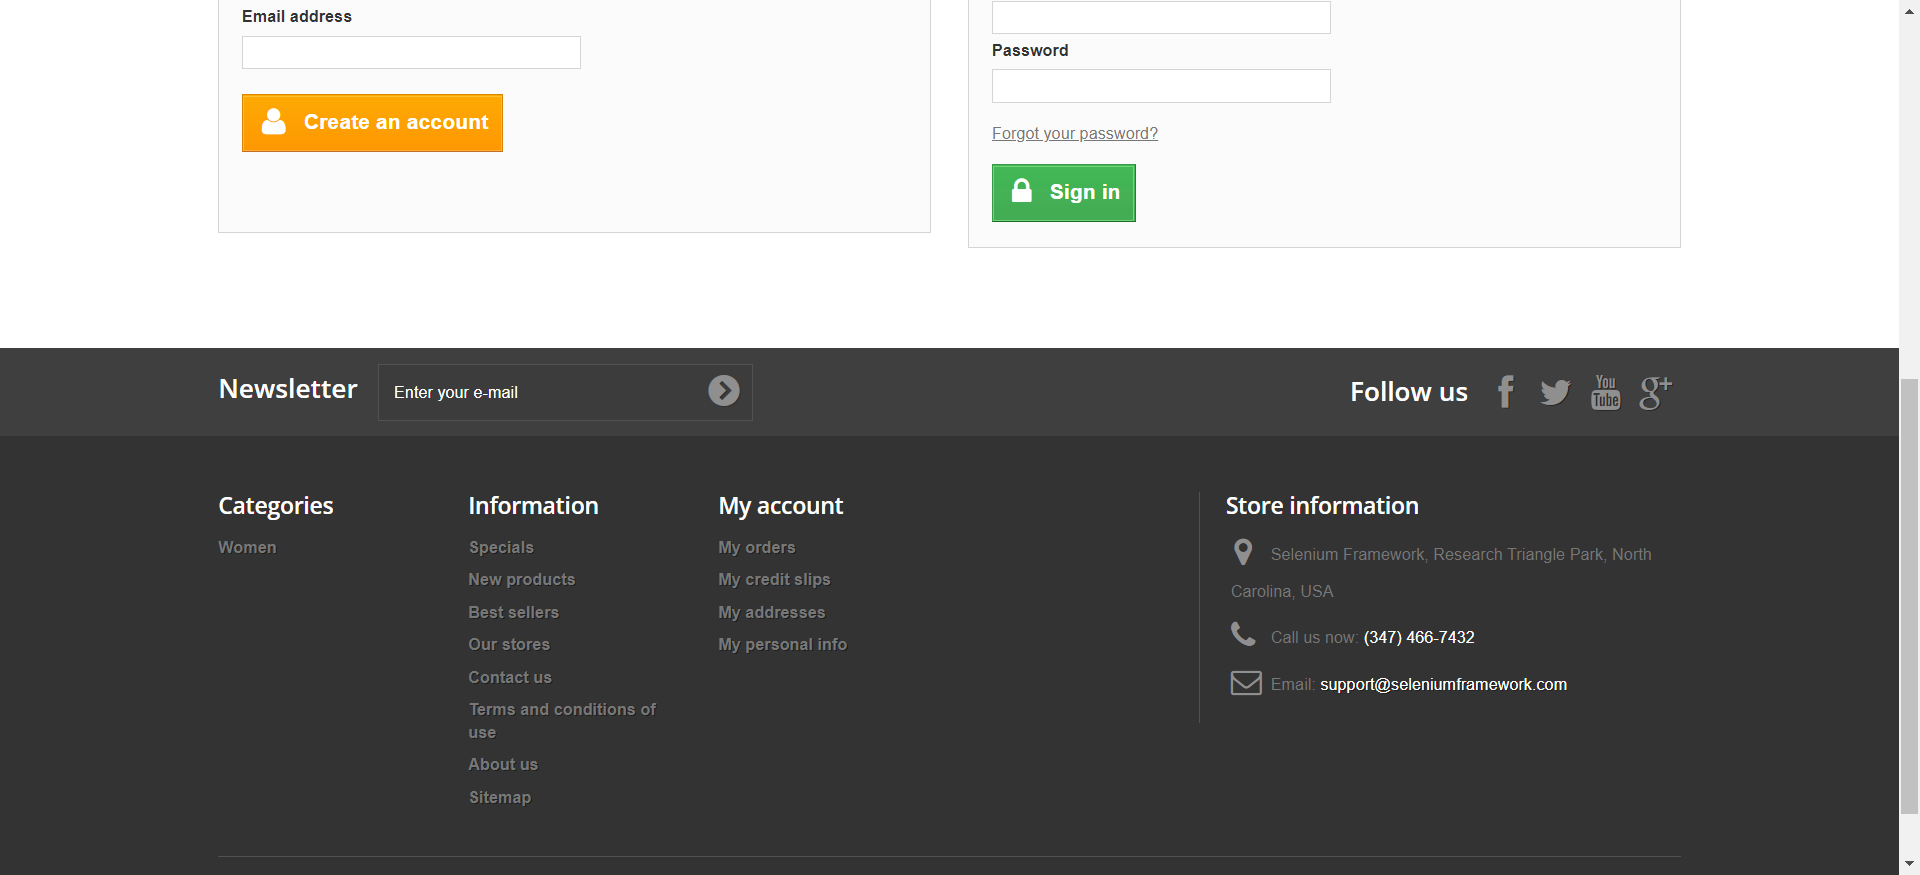 Email address
Create an account
Password
Forgot your password?
Sign in
Newsletter
Enter your e-mail
Follow us
You
Tube
g+
Categories
Women
Information
Specials
New products
Best sellers
Our stores
Contact us
Terms and conditions of
use
About us
Sitemap
My account
My orders
My credit slips
My addresses
My personal info
Store information
Selenium Framework, Research Triangle Park, North
Carolina, USA
Call us now: (347) 466-7432
Email: support@seleniumframework.com